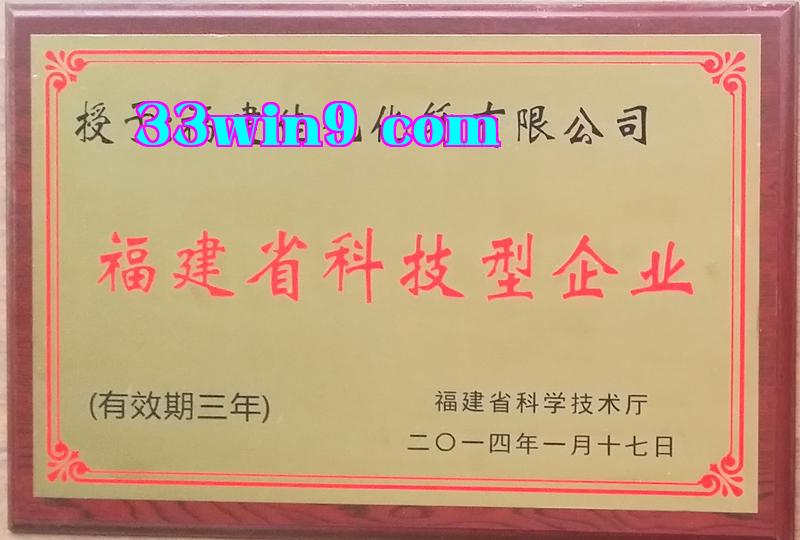 授予福建 有限公司
33win9 com
福建省科技型企业
(有效期三年)
福建省科学技术厅
二〇一四年一月十七日